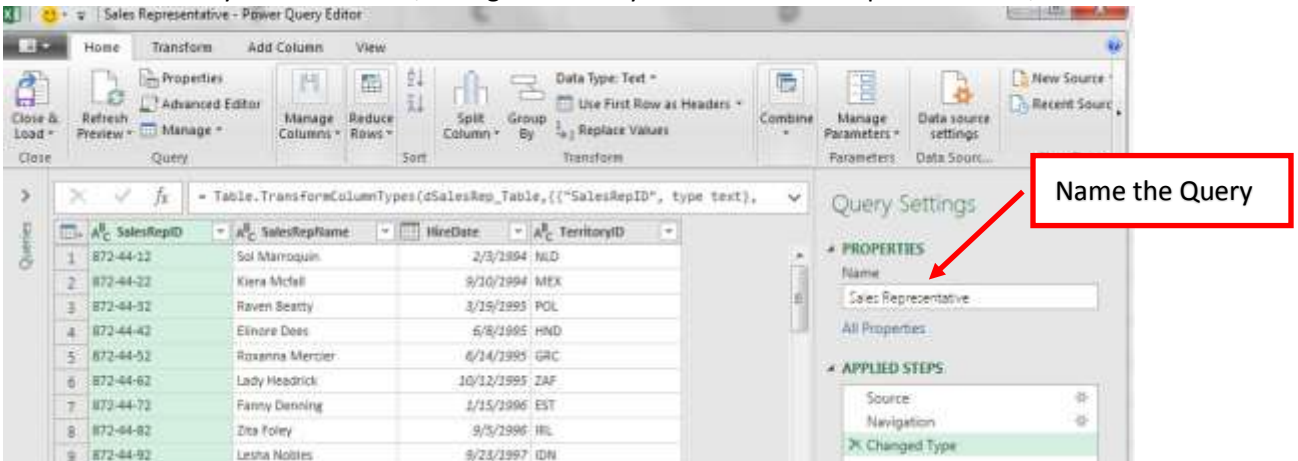 Sales Representative - Power Query Editor
Home Transform Add Column View
Properties
Advanced Editor
Manage
Refresh
Preview
Close &
Load
Manage
Columns
Reduce
Rows
Split
Column
Group
By
Data Type: Text
Use First Row as Headers
Replace Values
Combine
Manage
Parameters
Data source
settings
New Source
Recent Sourc
Close Query Sort Transform Parameters Data Sourc...
Name the Query
Queries
fx = Table.TransformColumnTypes(dSalesRep_Table,{{"SalesRepID", type text},
SalesRepID SalesRepName HireDate TerritoryID
1 872-44-12 Sol Marroquin 2/3/1994 NLD
2 872-44-22 Kiera Mcfall 9/20/1994 MEX
3 872-44-32 Raven Beatty 3/19/1995 POL
4 872-44-42 Elinore Dees 6/8/1995 HND
5 872-44-52 Roxanna Mercier 6/14/1995 GRC
6 872-44-62 Lady Headrick 10/12/1995 ZAF
7 872-44-72 Fanny Denning 1/15/1996 EST
8 872-44-82 Zita Foley 9/5/1996 IRL
9 872-44-92 Lesha Nobles 9/23/1997 IDN
Query Settings
PROPERTIES
Name
Sales Representative
All Properties
APPLIED STEPS
Source
Navigation
Changed Type